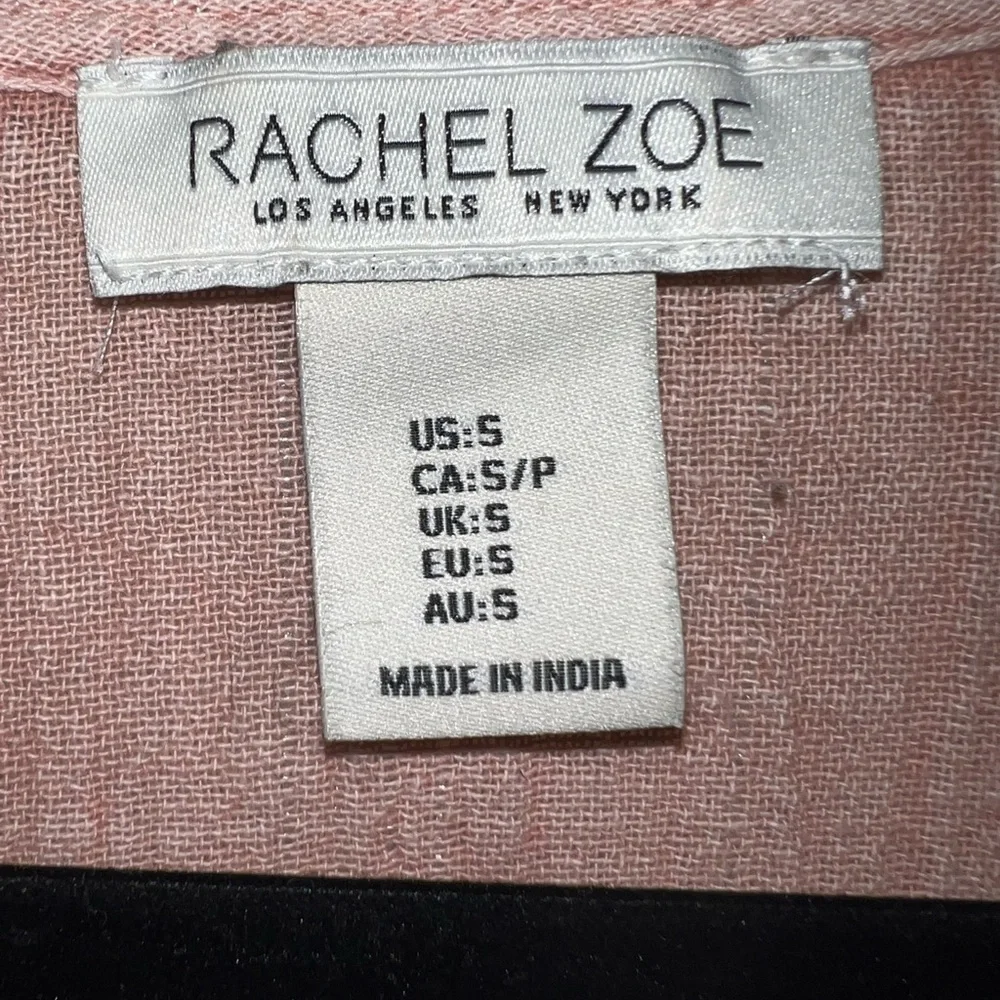 RACHEL ZOE
LOS ANGELES NEW YORK
US:S
CA:S/P
UK:S
EU:S
AU:S
MADE IN INDIA